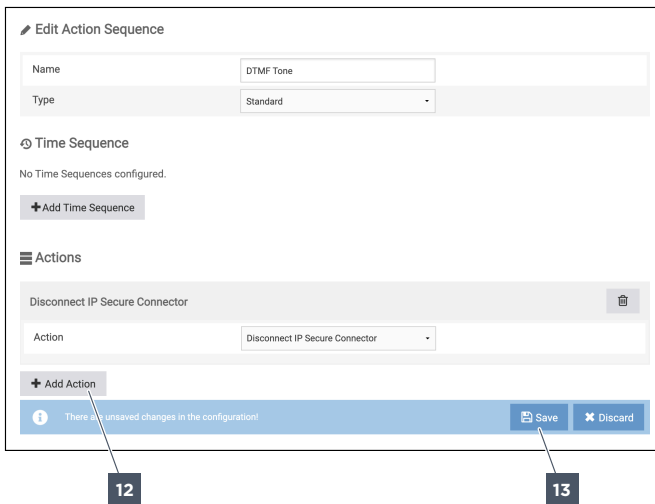 Edit Action Sequence
Name DTMF Tone
Type Standard
Time Sequence
No Time Sequences configured.
+Add Time Sequence
Actions
Disconnect IP Secure Connector
Action Disconnect IP Secure Connector
+ Add Action
There are unsaved changes in the configuration! Save Discard
12 13